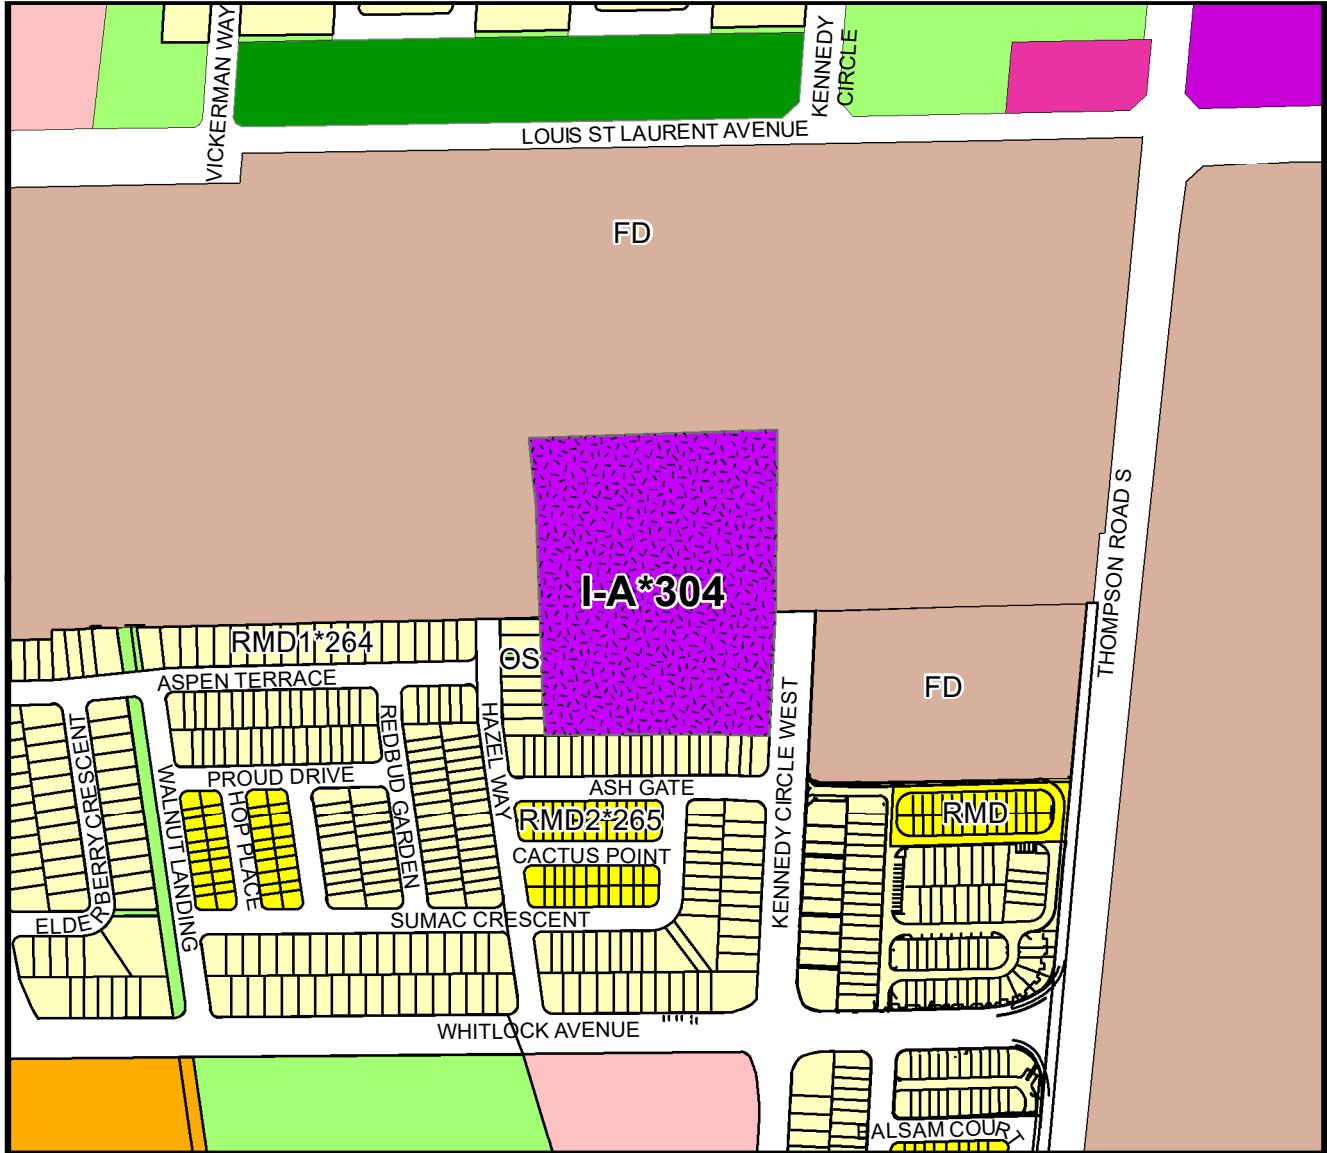 VICKERMAN WAY
KENNEDY
CIRCLE
LOUIS ST LAURENT AVENUE
FD
THOMPSON ROAD S
I-A*304
RMD1*264
OS
ASPEN TERRACE
FD
ELDERBERRY CRESCENT
WALNUT LANDING
PROUD DRIVE
HOP PLACE
REDBUD GARDEN
HAZEL WAY
ASH GATE
KENNEDY CIRCLE WEST
RMD2*265
RMD
CACTUS POINT
SUMAC CRESCENT
WHITLOCK AVENUE
BALSAM COURT